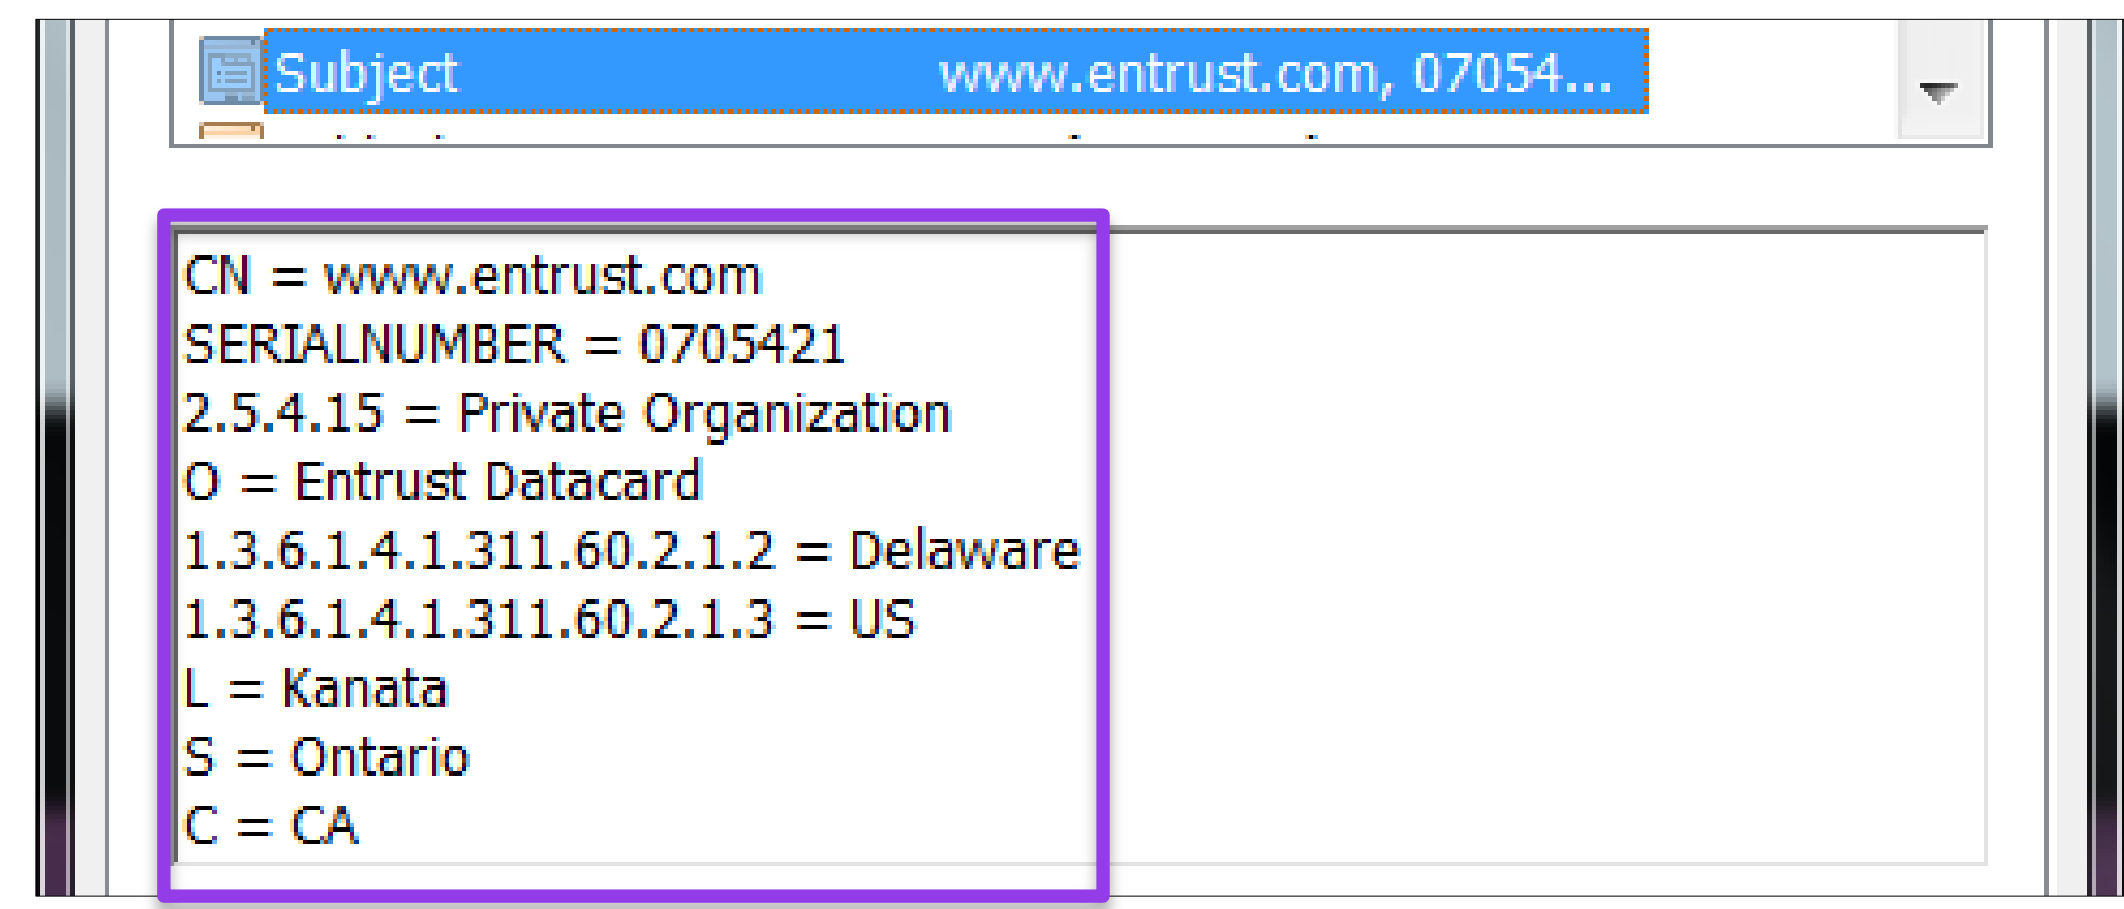 Subject www.entrust.com, 07054...
CN = www.entrust.com
SERIALNUMBER = 0705421
2.5.4.15 = Private Organization
O = Entrust Datacard
1.3.6.1.4.1.311.60.2.1.2 = Delaware
1.3.6.1.4.1.311.60.2.1.3 = US
L = Kanata
S = Ontario
C = CA